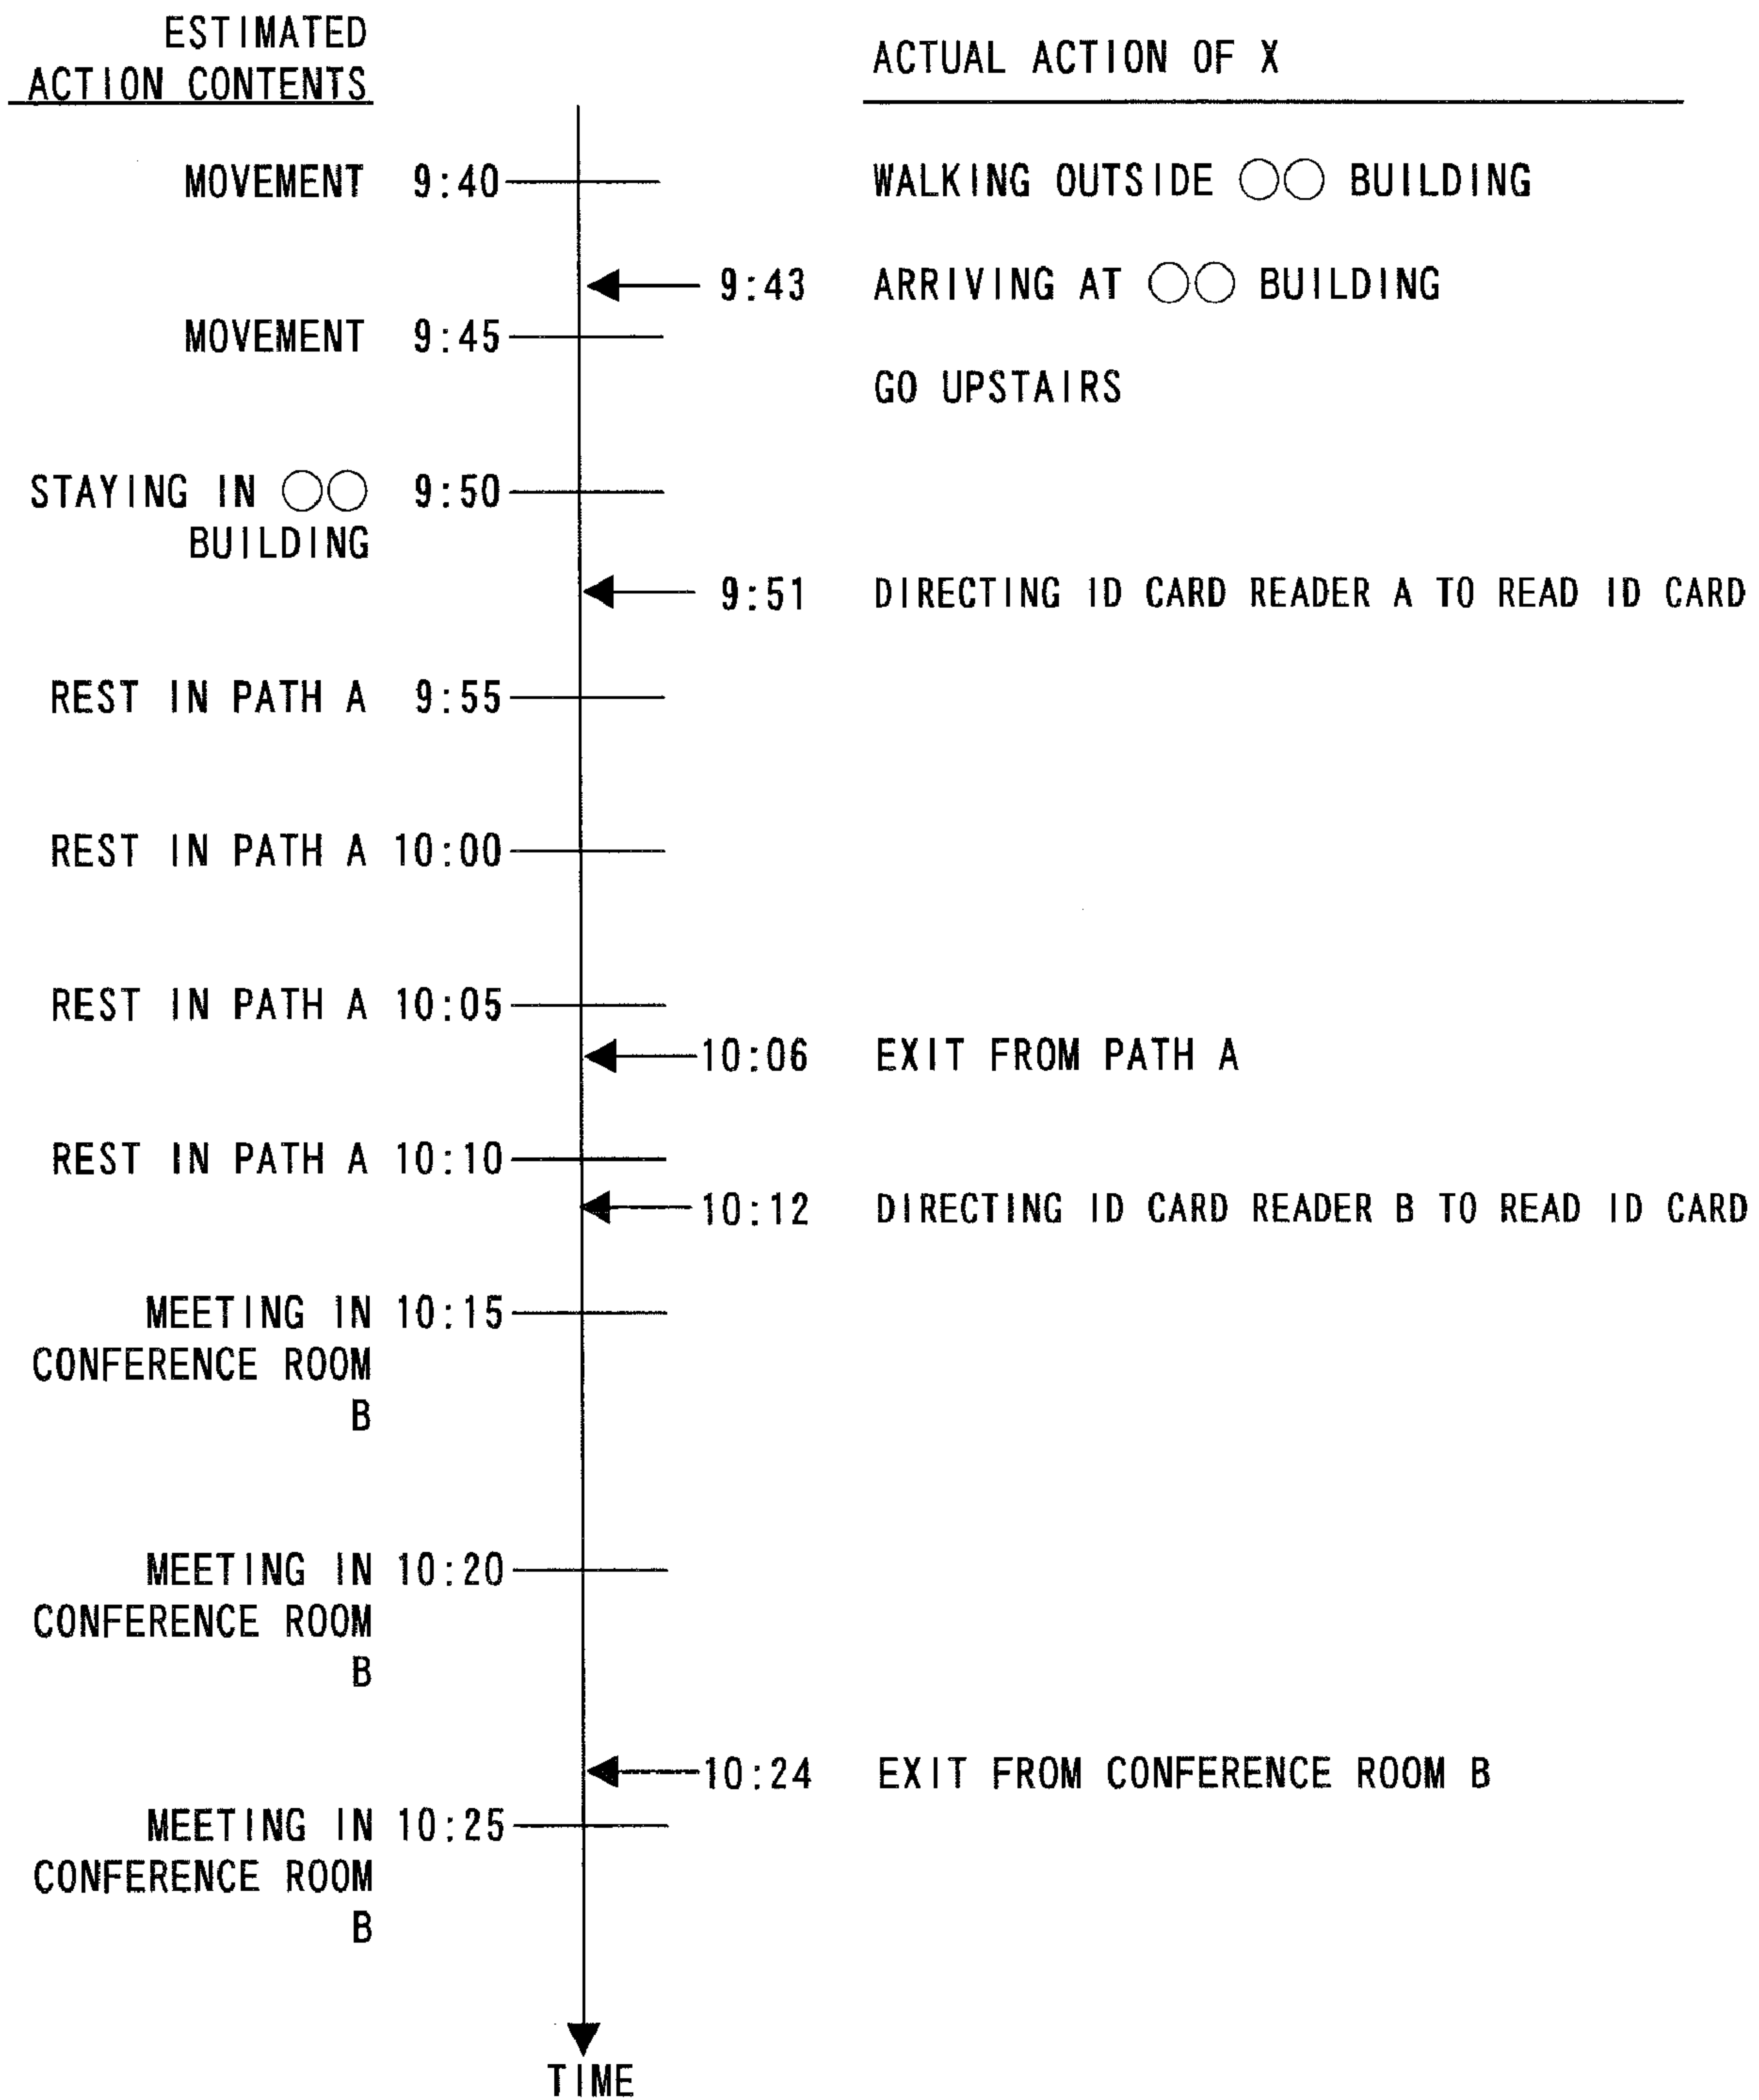 ESTIMATED
ACTION CONTENTS
ACTUAL ACTION OF X
MOVEMENT 9:40 WALKING OUTSIDE ○○ BUILDING
9:43 ARRIVING AT ○○ BUILDING
MOVEMENT 9:45
GO UPSTAIRS
STAYING IN ○○ 9:50
BUILDING
9:51 DIRECTING ID CARD READER A TO READ ID CARD
REST IN PATH A 9:55
REST IN PATH A 10:00
REST IN PATH A 10:05
10:06 EXIT FROM PATH A
REST IN PATH A 10:10
10:12 DIRECTING ID CARD READER B TO READ ID CARD
MEETING IN 10:15
CONFERENCE ROOM
B
MEETING IN 10:20
CONFERENCE ROOM
B
10:24 EXIT FROM CONFERENCE ROOM B
MEETING IN 10:25
CONFERENCE ROOM
B
TIME